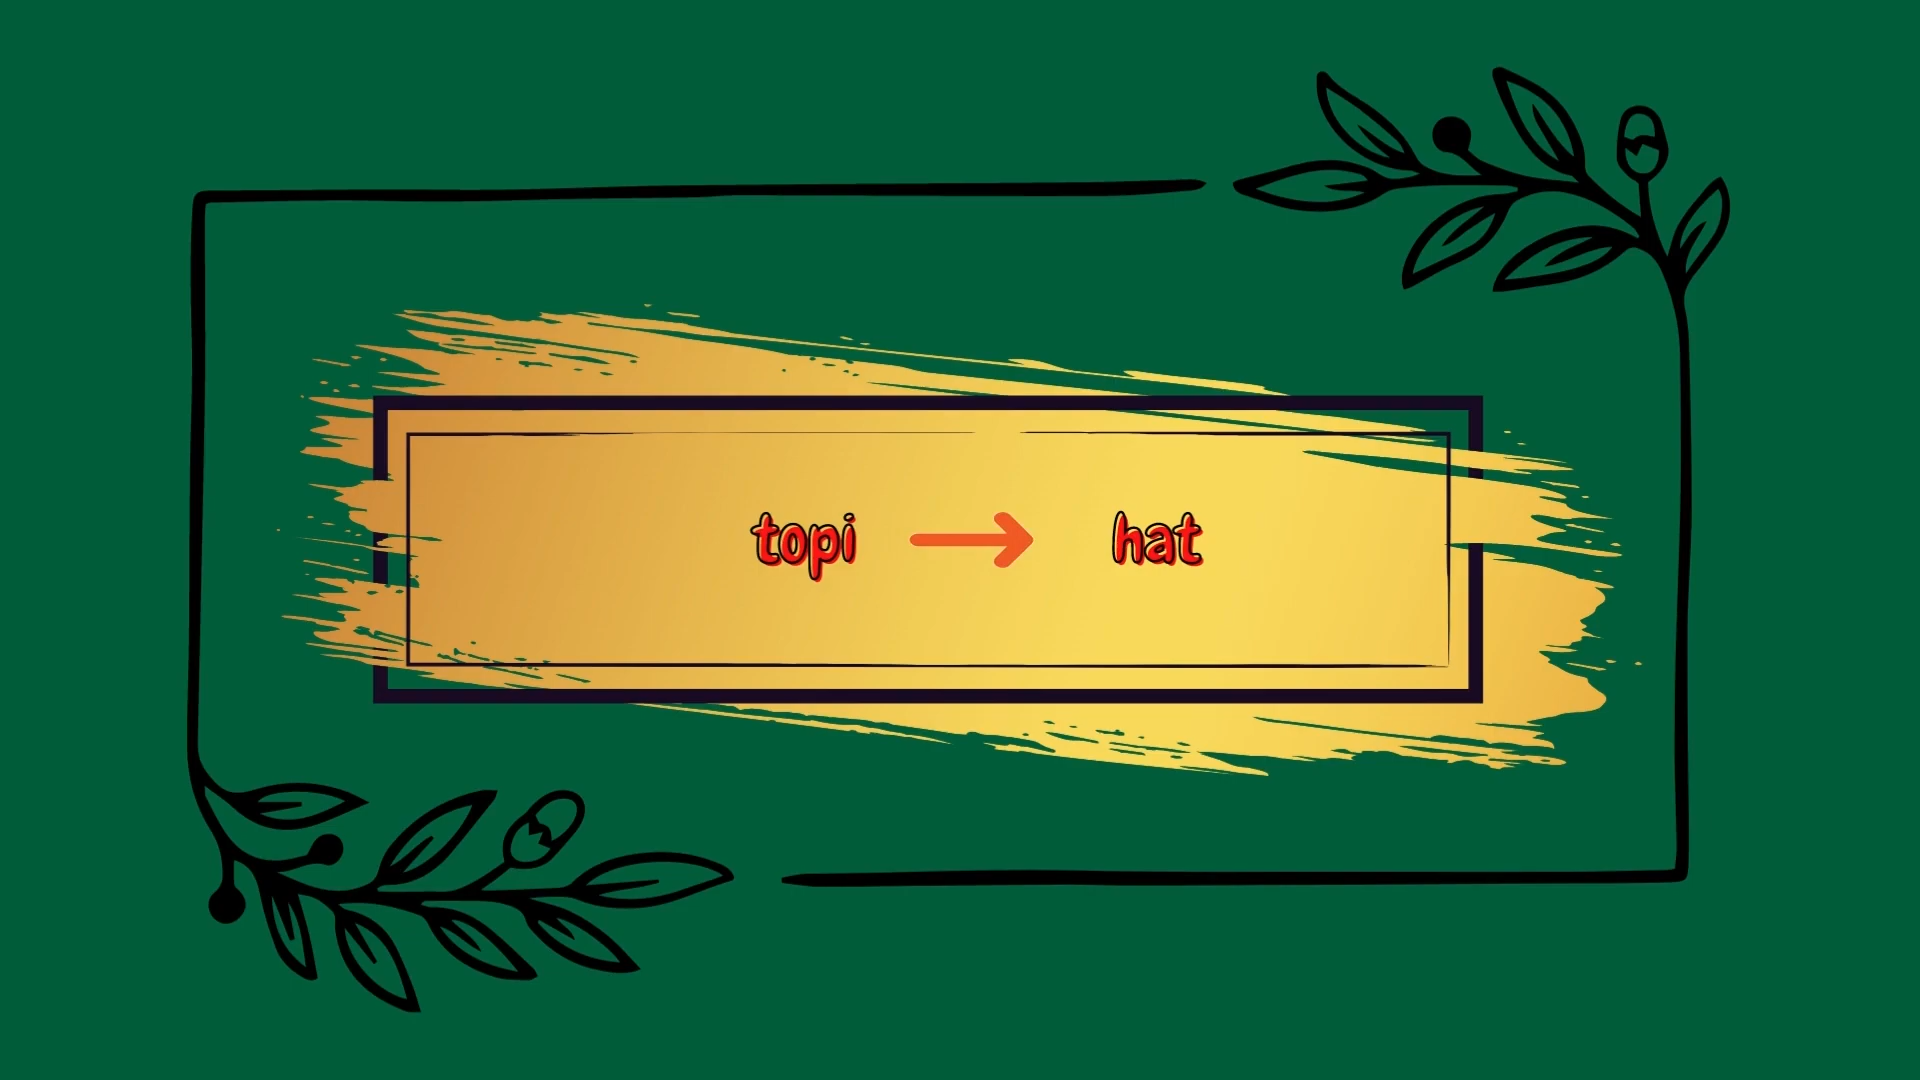 topi → hat